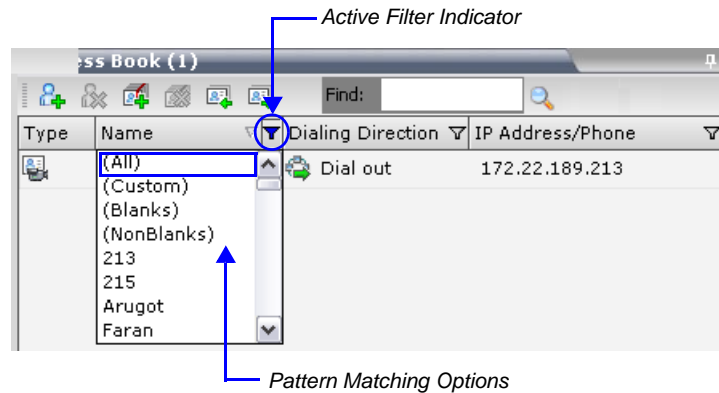 Active Filter Indicator
ess Book (1)
Find:
Type Name Dialing Direction IP Address/Phone
(All)
Dial out 172.22.189.213
(Custom)
(Blanks)
(NonBlanks)
213
215
Arugot
Faran
Pattern Matching Options